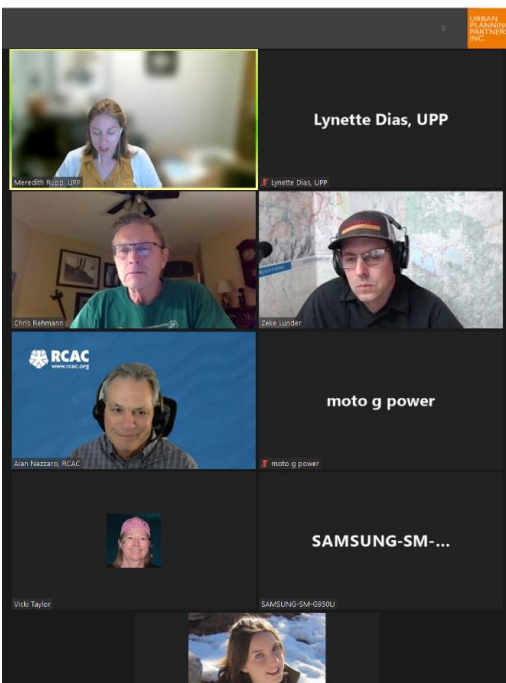 URBAN
PLANNING
PARTNERS
INC.
Meredith Rupp, UPP
Lynette Dias, UPP
Lynette Dias, UPP
Chris Rehmann
Zeke Lunder
RCAC
www.rcac.org
Alan Nazzaro, RCAC
moto g power
moto g power
Vicki Taylor
SAMSUNG-SM-...
SAMSUNG-SM-G950U